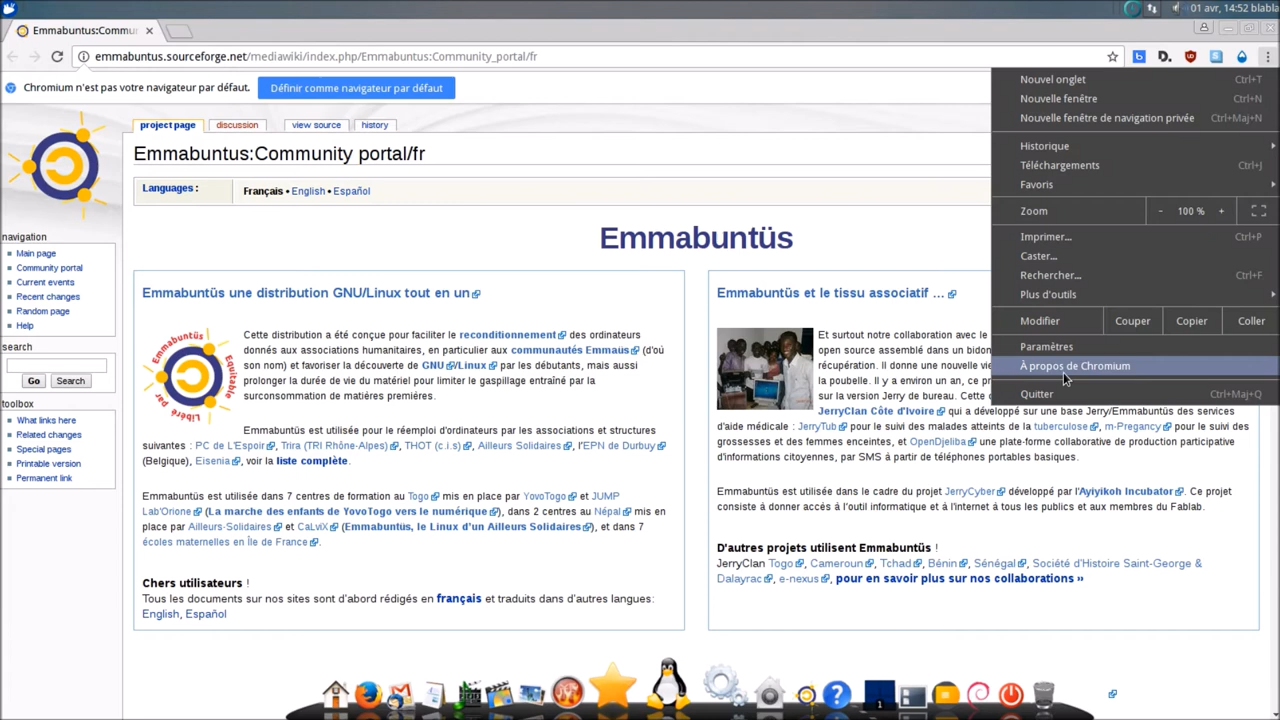 01 avr, 14:52 blabla
Emmabuntus:Commu
emmabuntus.sourceforge.net/mediawiki/index.php/Emmabuntus:Community_portal/fr
Chromium n'est pas votre navigateur par défaut.
Définir comme navigateur par défaut
Nouvel onglet Ctrl+T
Nouvelle fenêtre Ctrl+N
Nouvelle fenêtre de navigation privée Ctrl+Maj+N
Historique
Téléchargements Ctrl+J
Favoris
Zoom - 100 % +
Imprimer... Ctrl+P
Caster...
Rechercher... Ctrl+F
Plus d'outils
Modifier Couper Copier Coller
Paramètres
À propos de Chromium
Quitter Ctrl+Maj+Q
project page discussion view source history
Emmabuntus:Community portal/fr
Languages : Français • English • Español
navigation
Main page
Community portal
Current events
Recent changes
Random page
Help
search
Go Search
toolbox
What links here
Related changes
Special pages
Printable version
Permanent link
Emmabuntüs
Emmabuntüs une distribution GNU/Linux tout en un
Emmabuntüs Libéré Equitable
Cette distribution a été conçue pour faciliter le reconditionnement des ordinateurs
donnés aux associations humanitaires, en particulier aux communautés Emmaüs (d'où
son nom) et favoriser la découverte de GNU/Linux par les débutants, mais aussi
prolonger la durée de vie du matériel pour limiter le gaspillage entraîné par la
surconsommation de matières premières.
Emmabuntüs est utilisée pour le réemploi d'ordinateurs par les associations et structures
suivantes : PC de L'Espoir, Trira (TRI Rhône-Alpes), THOT (c.i.s), Ailleurs Solidaires, l'EPN de Durbuy
(Belgique), Eisenia, voir la liste complète.
Emmabuntüs est utilisée dans 7 centres de formation au Togo mis en place par YovoTogo et JUMP
Lab'Orione (La marche des enfants de YovoTogo vers le numérique), dans 2 centres au Népal mis en
place par Ailleurs-Solidaires et CaLviX (Emmabuntüs, le Linux d'un Ailleurs Solidaires), et dans 7
écoles maternelles en Île de France.
Chers utilisateurs !
Tous les documents sur nos sites sont d'abord rédigés en français et traduits dans d'autres langues:
English, Español
Emmabuntüs et le tissu associatif ...
Et surtout notre collaboration avec le
open source assemblé dans un bidon
récupération. Il donne une nouvelle vie
la poubelle. Il y a environ un an, ce pr
sur la version Jerry de bureau. Cette
JerryClan Côte d'Ivoire qui a développé sur une base Jerry/Emmabuntüs des services
d'aide médicale : JerryTub pour le suivi des malades atteints de la tuberculose, m-Pregancy pour le suivi des
grossesses et des femmes enceintes, et OpenDjeliba une plate-forme collaborative de production participative
d'informations citoyennes, par SMS à partir de téléphones portables basiques.
Emmabuntüs est utilisée dans le cadre du projet JerryCyber développé par l'Ayiyikoh Incubator. Ce projet
consiste à donner accès à l'outil informatique et à l'internet à tous les publics et aux membres du Fablab.
D'autres projets utilisent Emmabuntüs !
JerryClan Togo, Cameroun, Tchad, Bénin, Sénégal, Société d'Histoire Saint-George &
Dalayrac, e-nexus, pour en savoir plus sur nos collaborations ››
1